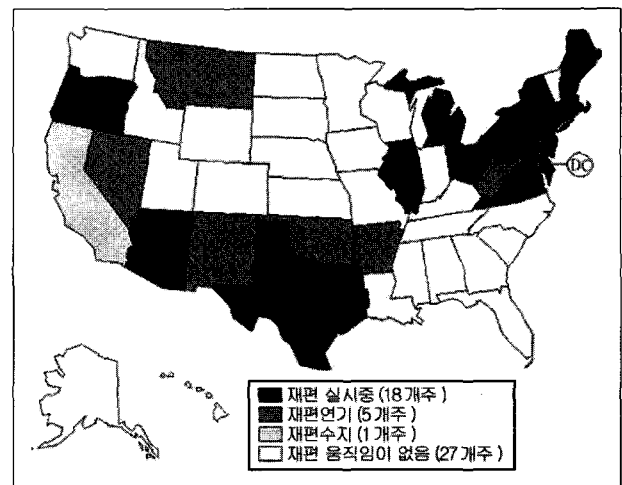 DC
재편 실시중 (18개주)
재편연기 (5개주)
재편수치 (1개주)
재편 움직임이 없음 (27개주)